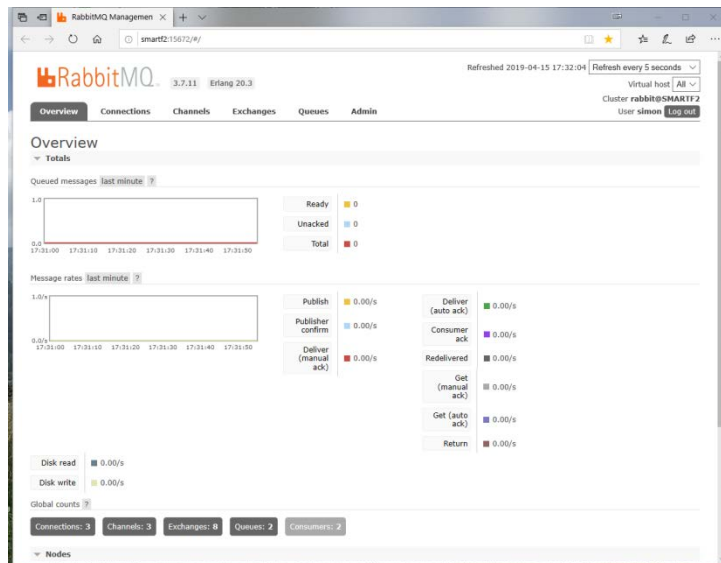 RabbitMQ Managemen
smartf2:15672/#/
Refreshed 2019-04-15 17:32:04 Refresh every 5 seconds
RabbitMQ 3.7.11 Erlang 20.3
Virtual host All
Cluster rabbit@SMARTF2
User simon Log out
Overview Connections Channels Exchanges Queues Admin
Overview
Totals
Queued messages last minute ?
1.0
0.0
17:31:00 17:31:10 17:31:20 17:31:30 17:31:40 17:31:50
Ready 0
Unacked 0
Total 0
Message rates last minute ?
1.0/s
0.0/s
17:31:00 17:31:10 17:31:20 17:31:30 17:31:40 17:31:50
Publish 0.00/s
Publisher
confirm 0.00/s
Deliver
(manual
ack) 0.00/s
Deliver
(auto ack) 0.00/s
Consumer
ack 0.00/s
Redelivered 0.00/s
Get
(manual
ack) 0.00/s
Get (auto
ack) 0.00/s
Return 0.00/s
Disk read 0.00/s
Disk write 0.00/s
Global counts ?
Connections: 3 Channels: 3 Exchanges: 8 Queues: 2 Consumers: 2
Nodes